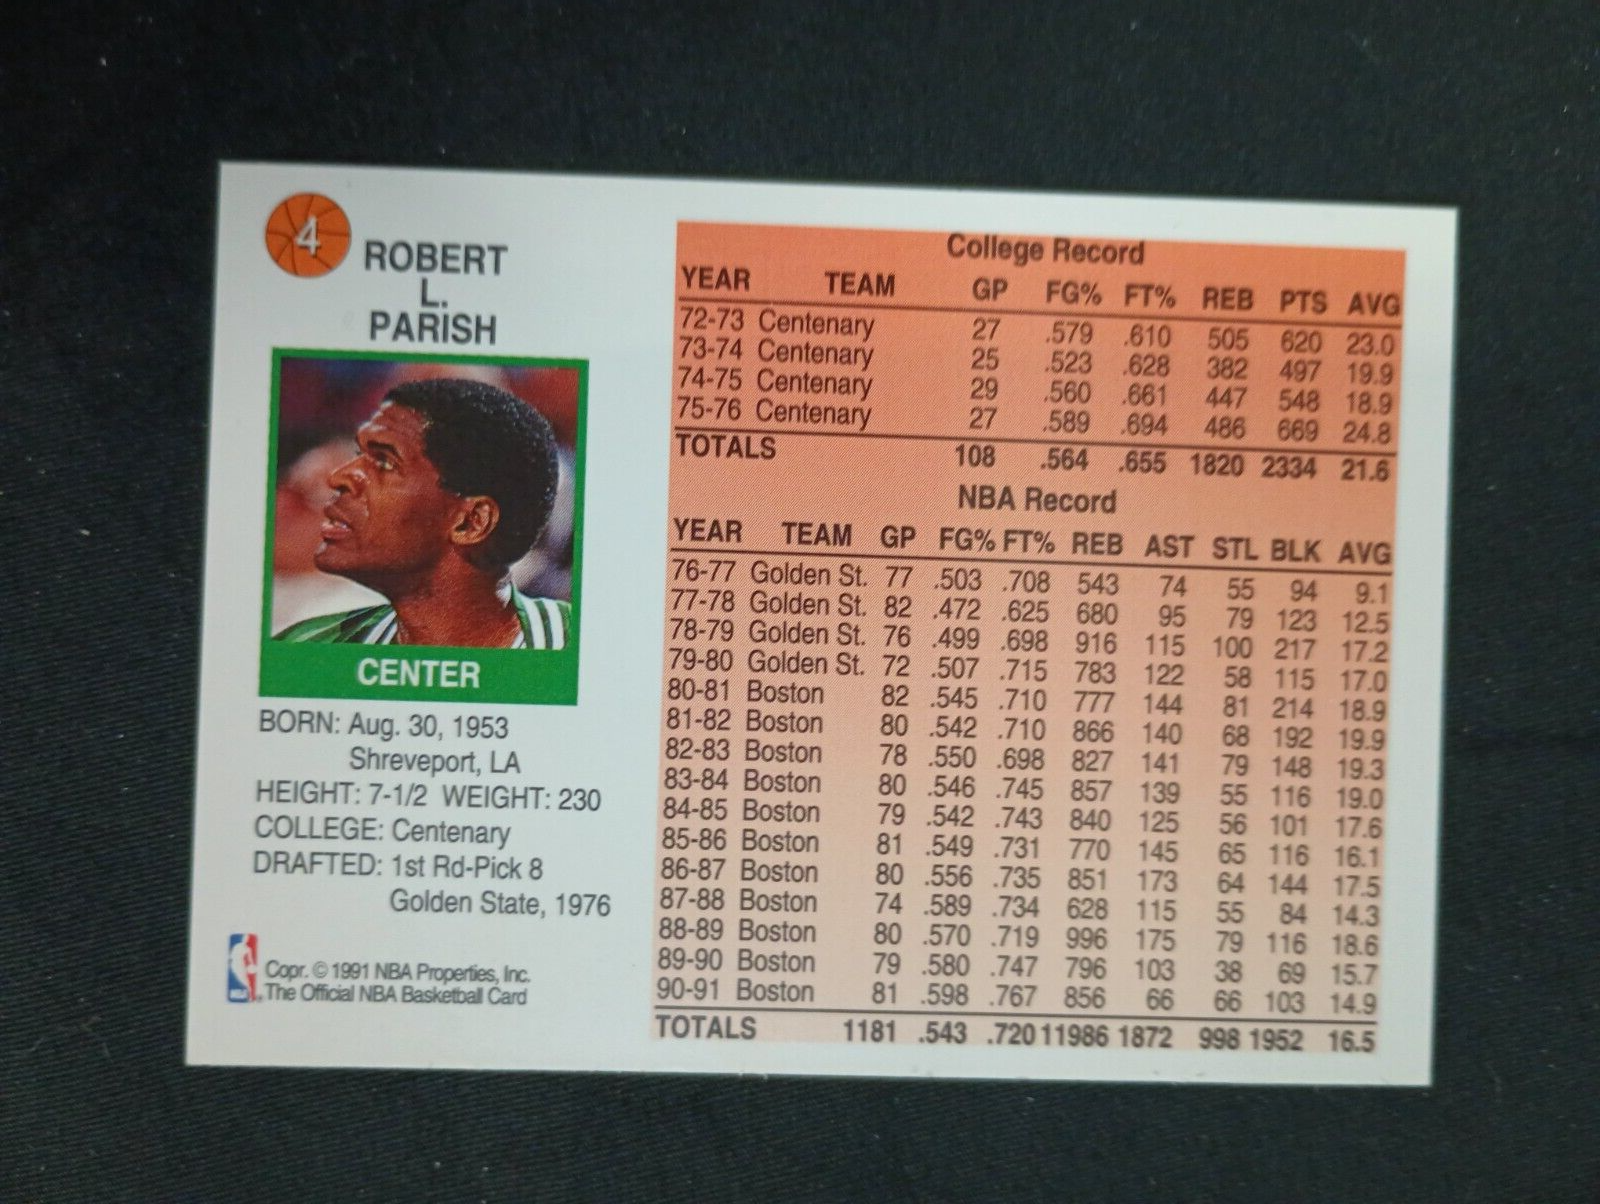 4
ROBERT
L.
PARISH
CENTER
BORN: Aug. 30, 1953
Shreveport, LA
HEIGHT: 7-1/2 WEIGHT: 230
COLLEGE: Centenary
DRAFTED: 1st Rd-Pick 8
Golden State, 1976
Copr. © 1991 NBA Properties, Inc.
The Official NBA Basketball Card
College Record
YEAR TEAM GP FG% FT% REB PTS AVG
72-73 Centenary 27 .579 .610 505 620 23.0
73-74 Centenary 25 .523 .628 382 497 19.9
74-75 Centenary 29 .560 .661 447 548 18.9
75-76 Centenary 27 .589 .694 486 669 24.8
TOTALS 108 .564 .655 1820 2334 21.6
NBA Record
YEAR TEAM GP FG% FT% REB AST STL BLK AVG
76-77 Golden St. 77 .503 .708 543 74 55 94 9.1
77-78 Golden St. 82 .472 .625 680 95 79 123 12.5
78-79 Golden St. 76 .499 .698 916 115 100 217 17.2
79-80 Golden St. 72 .507 .715 783 122 58 115 17.0
80-81 Boston 82 .545 .710 777 144 81 214 18.9
81-82 Boston 80 .542 .710 866 140 68 192 19.9
82-83 Boston 78 .550 .698 827 141 79 148 19.3
83-84 Boston 80 .546 .745 857 139 55 116 19.0
84-85 Boston 79 .542 .743 840 125 56 101 17.6
85-86 Boston 81 .549 .731 770 145 65 116 16.1
86-87 Boston 80 .556 .735 851 173 64 144 17.5
87-88 Boston 74 .589 .734 628 115 55 84 14.3
88-89 Boston 80 .570 .719 996 175 79 116 18.6
89-90 Boston 79 .580 .747 796 103 38 69 15.7
90-91 Boston 81 .598 .767 856 66 66 103 14.9
TOTALS 1181 .543 .720 11986 1872 998 1952 16.5